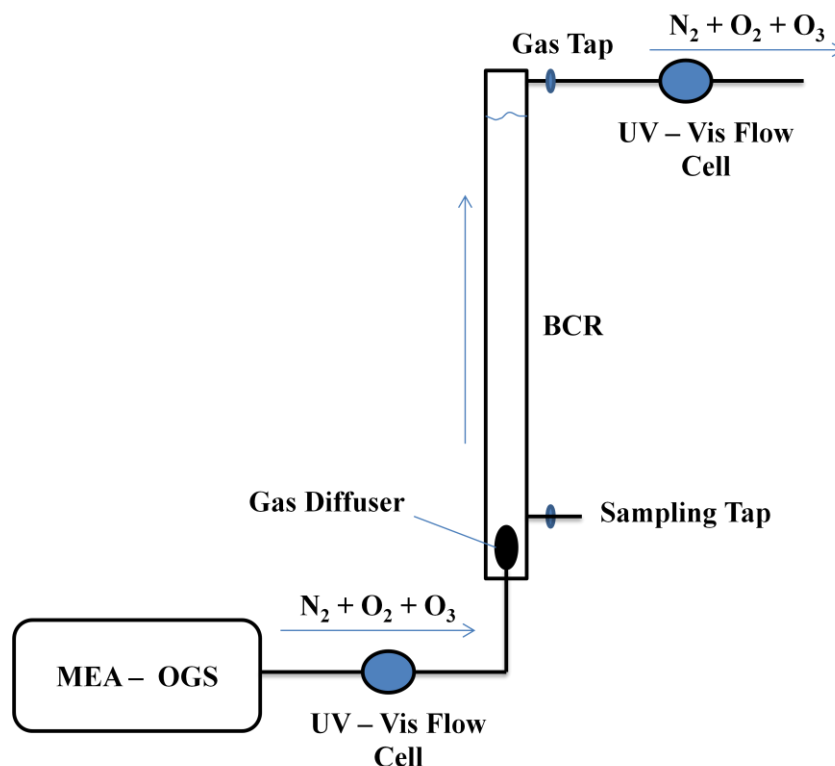 N₂ + O₂ + O₃
Gas Tap
UV – Vis Flow
Cell
BCR
Gas Diffuser
Sampling Tap
N₂ + O₂ + O₃
MEA – OGS
UV – Vis Flow
Cell